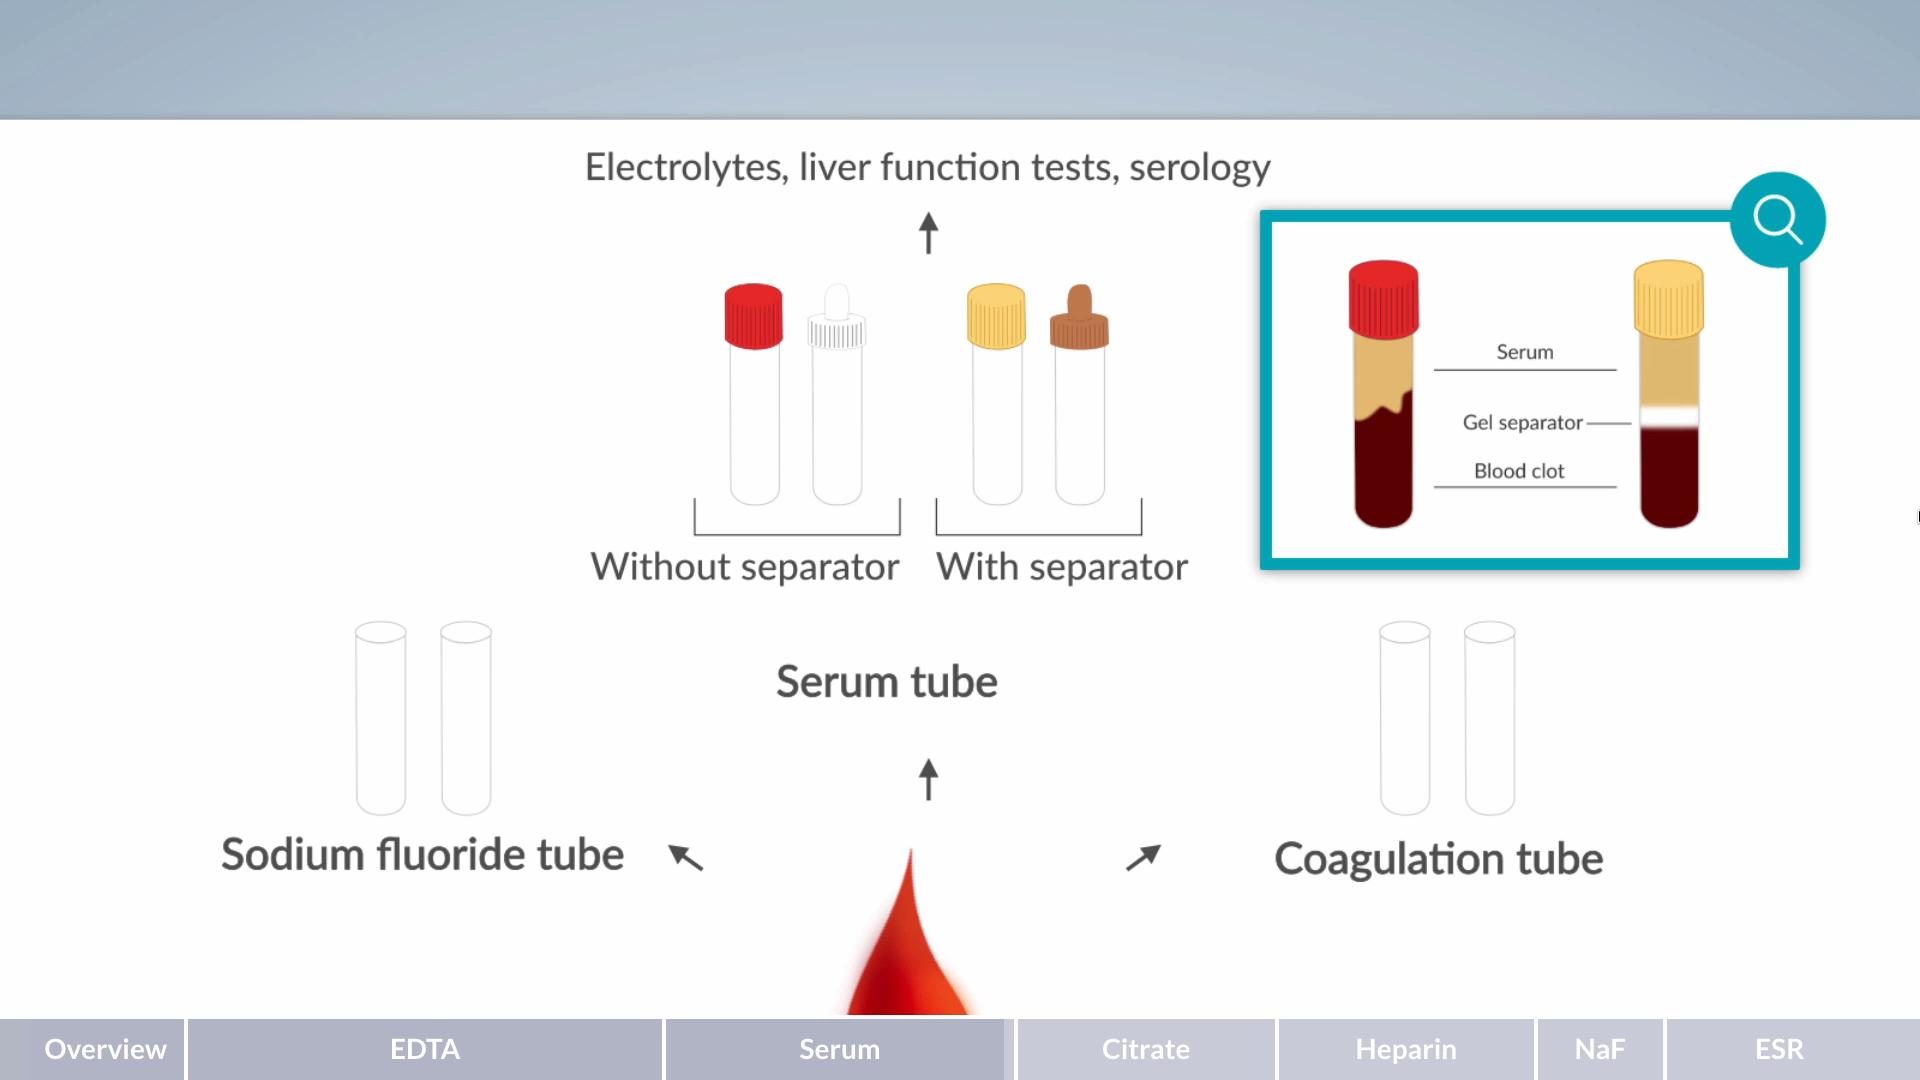 Electrolytes, liver function tests, serology
Serum
Gel separator
Blood clot
Without separator
With separator
Serum tube
Sodium fluoride tube
Coagulation tube
Overview
EDTA
Serum
Citrate
Heparin
NaF
ESR